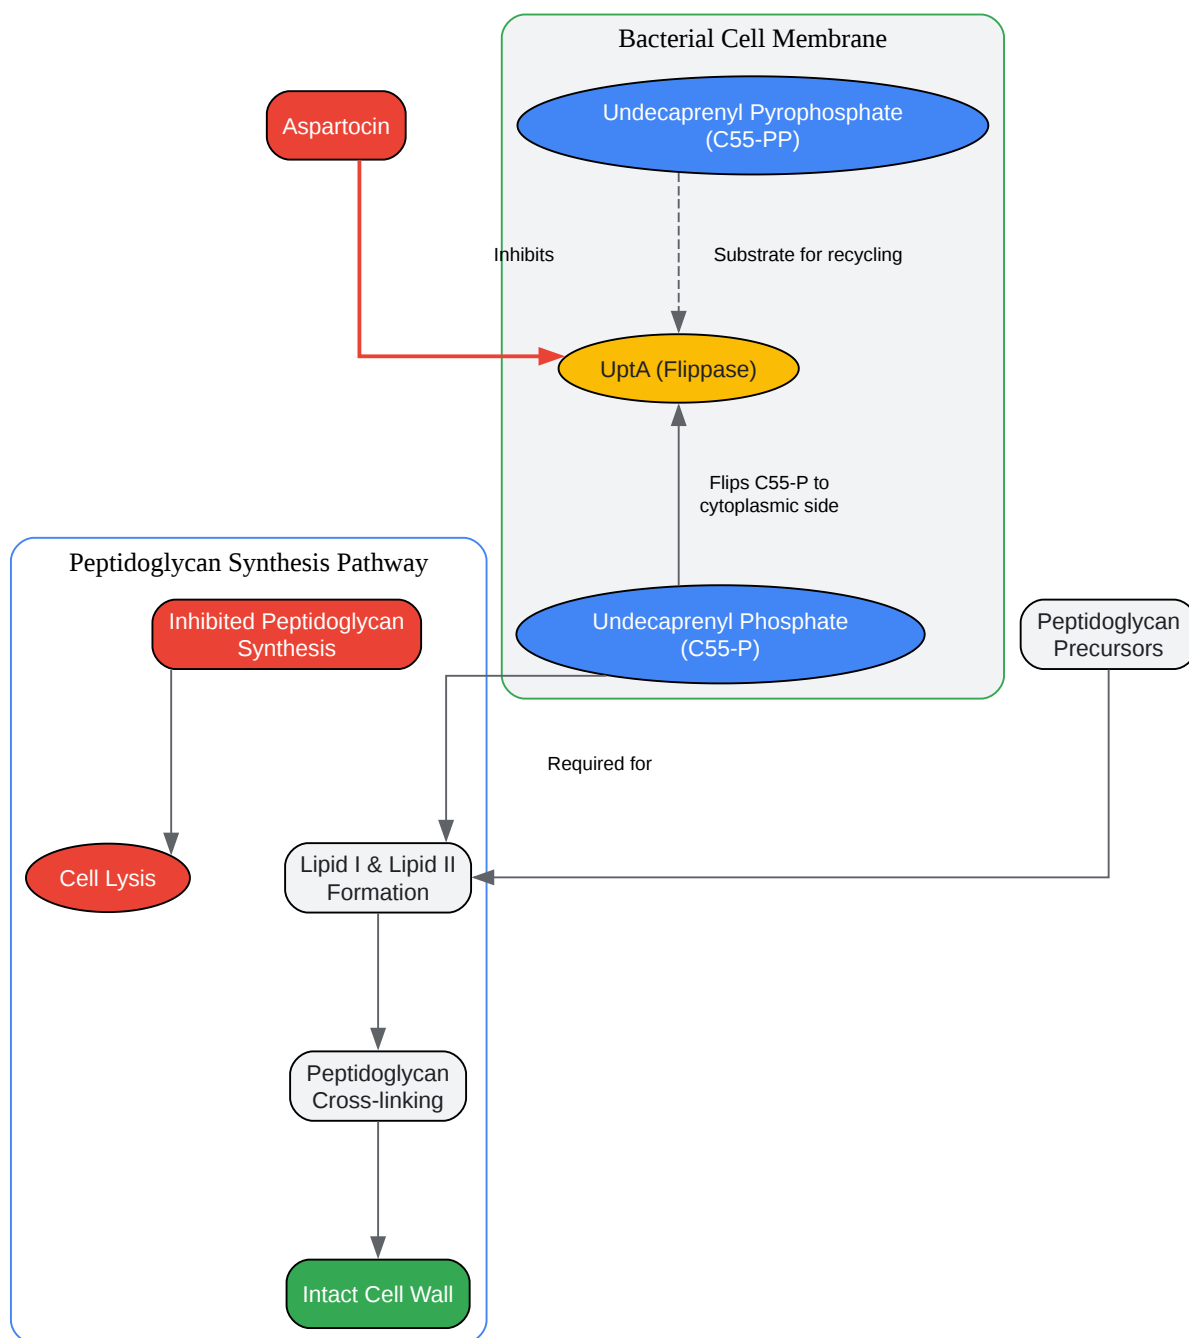 Bacterial Cell Membrane
Undecaprenyl Pyrophosphate
(C55-PP)
Aspartocin
Inhibits
Substrate for recycling
UptA (Flippase)
Flips C55-P to
cytoplasmic side
Peptidoglycan Synthesis Pathway
Inhibited Peptidoglycan
Synthesis
Undecaprenyl Phosphate
(C55-P)
Peptidoglycan
Precursors
Required for
Cell Lysis
Lipid I & Lipid II
Formation
Peptidoglycan
Cross-linking
Intact Cell Wall